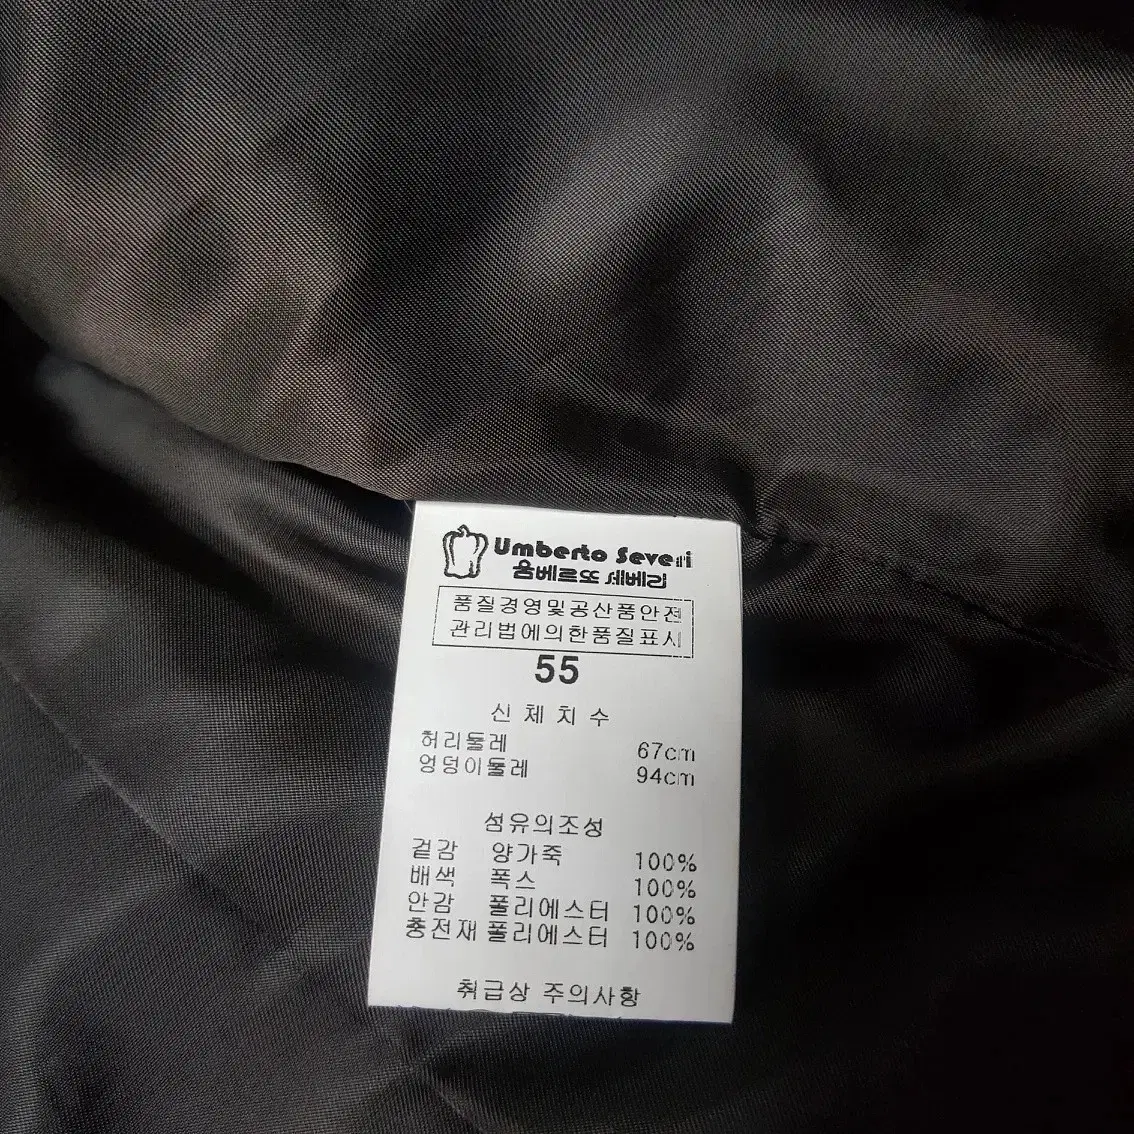 Umberto Severi
움베르또 세베리
품질경영및공산품안전
관리법에의한품질표시
55
신체치수
허리둘레 67cm
엉덩이둘레 94cm
섬유의조성
겉감 양가죽 100%
배색 폭스 100%
안감 폴리에스터 100%
충전재 폴리에스터 100%
취급상 주의사항